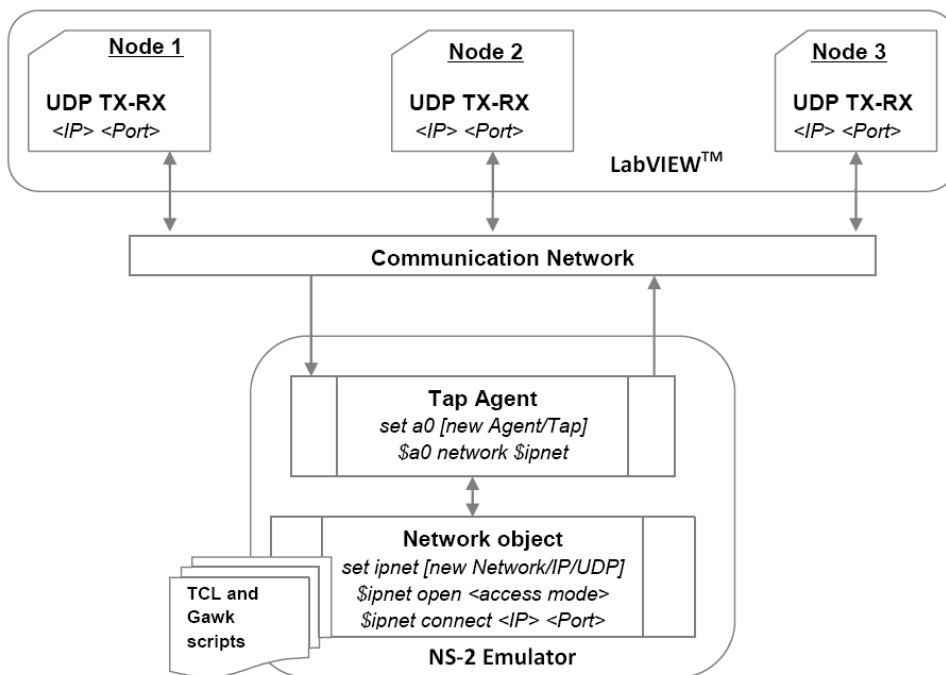 Node 1
UDP TX-RX
<IP> <Port>
Node 2
UDP TX-RX
<IP> <Port>
Node 3
UDP TX-RX
<IP> <Port>
LabVIEW™
Communication Network
Tap Agent
set a0 [new Agent/Tap]
$a0 network $ipnet
Network object
set ipnet [new Network/IP/UDP]
$ipnet open <access mode>
$ipnet connect <IP> <Port>
TCL and
Gawk
scripts
NS-2 Emulator